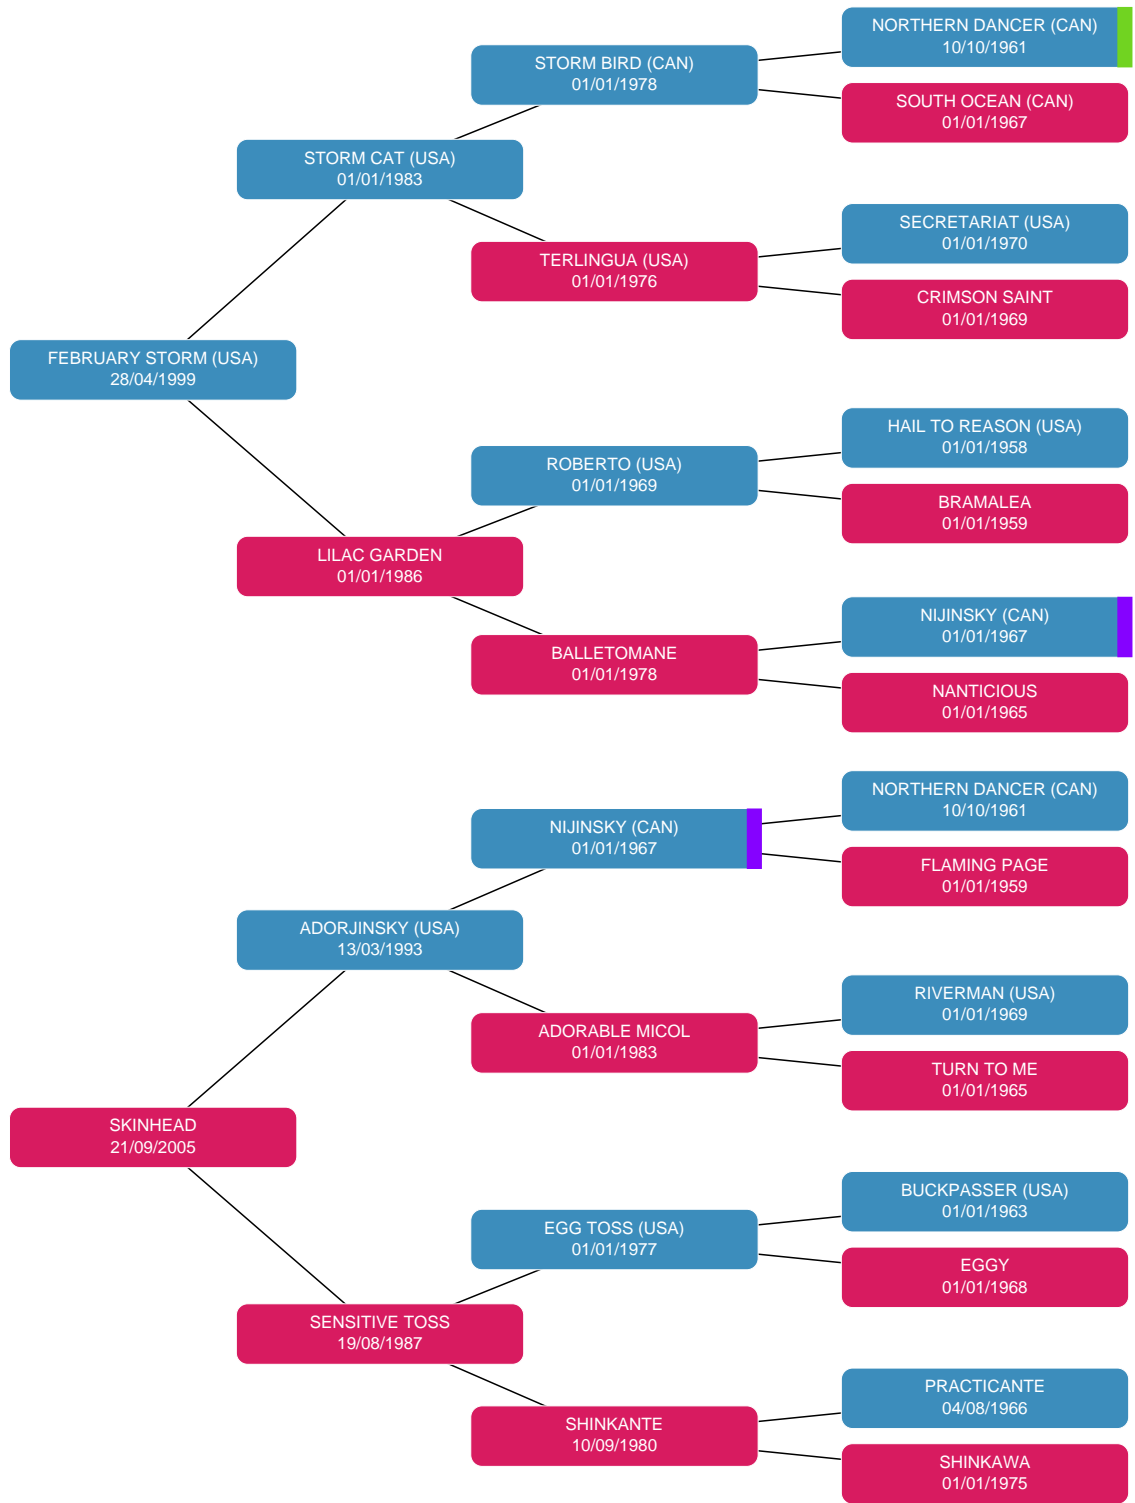 NORTHERN DANCER (CAN)
10/10/1961
STORM BIRD (CAN)
01/01/1978
SOUTH OCEAN (CAN)
01/01/1967
STORM CAT (USA)
01/01/1983
SECRETARIAT (USA)
01/01/1970
TERLINGUA (USA)
01/01/1976
CRIMSON SAINT
01/01/1969
FEBRUARY STORM (USA)
28/04/1999
HAIL TO REASON (USA)
01/01/1958
ROBERTO (USA)
01/01/1969
BRAMALEA
01/01/1959
LILAC GARDEN
01/01/1986
NIJINSKY (CAN)
01/01/1967
BALLETOMANE
01/01/1978
NANTICIOUS
01/01/1965
NORTHERN DANCER (CAN)
10/10/1961
NIJINSKY (CAN)
01/01/1967
FLAMING PAGE
01/01/1959
ADORJINSKY (USA)
13/03/1993
RIVERMAN (USA)
01/01/1969
ADORABLE MICOL
01/01/1983
TURN TO ME
01/01/1965
SKINHEAD
21/09/2005
BUCKPASSER (USA)
01/01/1963
EGG TOSS (USA)
01/01/1977
EGGY
01/01/1968
SENSITIVE TOSS
19/08/1987
PRACTICANTE
04/08/1966
SHINKANTE
10/09/1980
SHINKAWA
01/01/1975